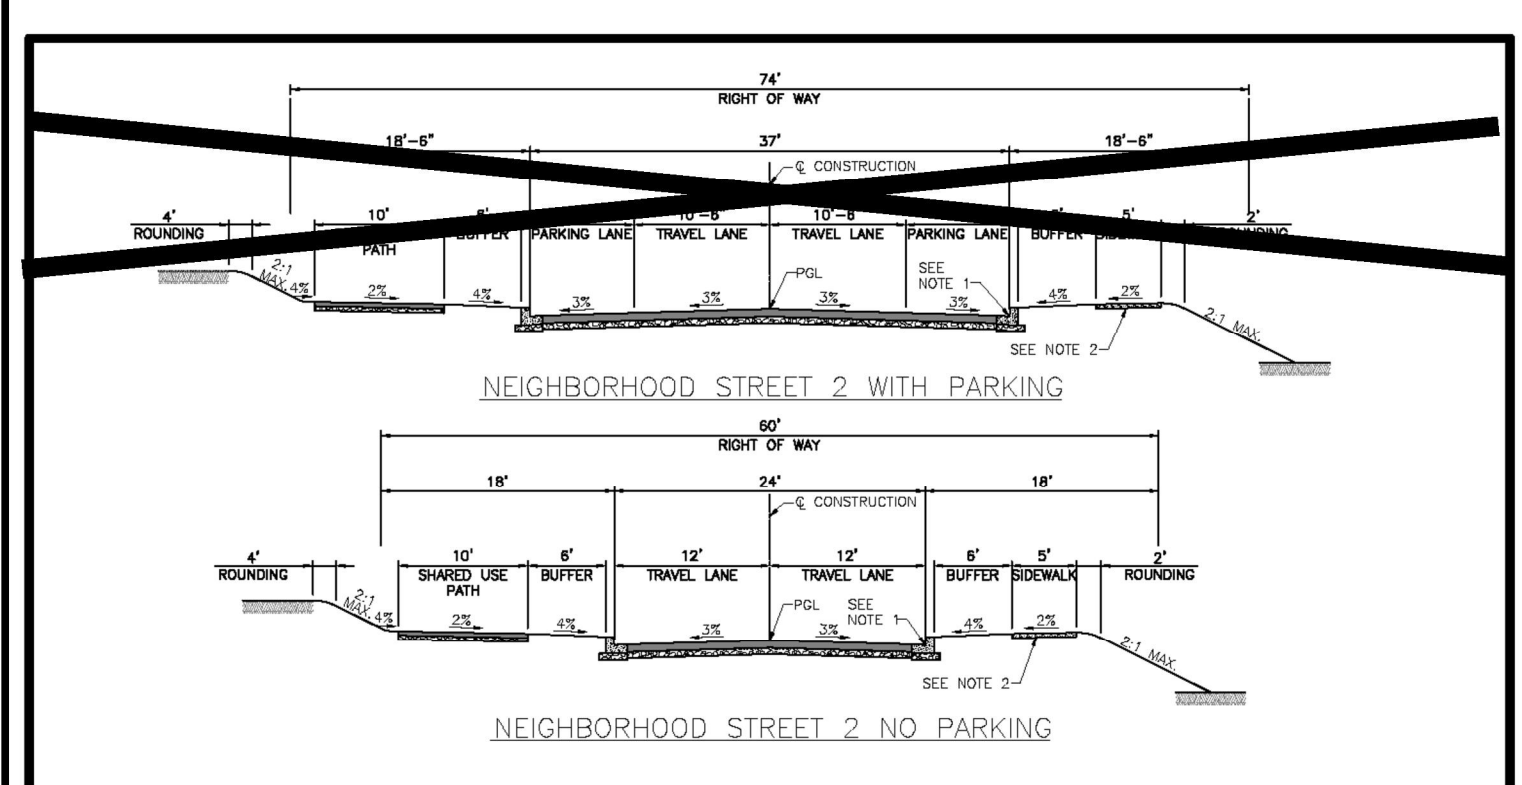 74'
RIGHT OF WAY
18'-6" 37' 18'-6"
℄ CONSTRUCTION
4' 10' 5' 2'
ROUNDING PARKING LANE TRAVEL LANE TRAVEL LANE PARKING LANE BUFFER
PATH
SEE
NOTE 1
PGL
2:1
MAX. 4% 2% 4% 3% 3% 3% 3% 4% 2%
2:1 MAX.
SEE NOTE 2
NEIGHBORHOOD STREET 2 WITH PARKING
60'
RIGHT OF WAY
18' 24' 18'
℄ CONSTRUCTION
4' 10' 6' 12' 12' 6' 5' 2'
ROUNDING SHARED USE BUFFER TRAVEL LANE TRAVEL LANE BUFFER SIDEWALK ROUNDING
PATH
PGL SEE
NOTE 1
2:1
MAX. 4% 2% 4% 3% 3% 4% 2%
2:1 MAX.
SEE NOTE 2
NEIGHBORHOOD STREET 2 NO PARKING